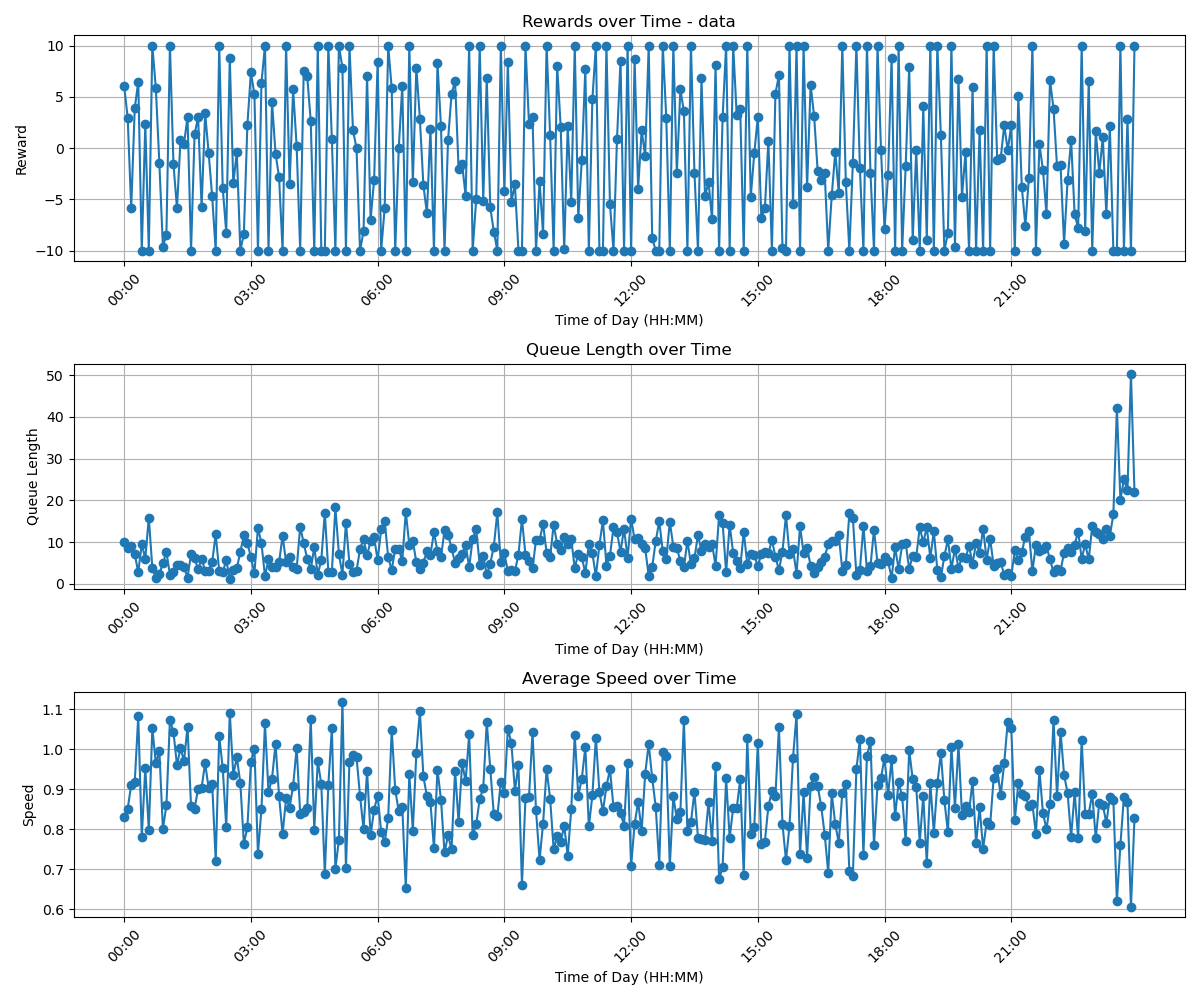 Rewards over Time - data
10
5
0
−5
−10
Reward
00:00 03:00 06:00 09:00 12:00 15:00 18:00 21:00
Time of Day (HH:MM)
Queue Length over Time
50
40
30
20
10
0
Queue Length
00:00 03:00 06:00 09:00 12:00 15:00 18:00 21:00
Time of Day (HH:MM)
Average Speed over Time
1.1
1.0
0.9
0.8
0.7
0.6
Speed
00:00 03:00 06:00 09:00 12:00 15:00 18:00 21:00
Time of Day (HH:MM)